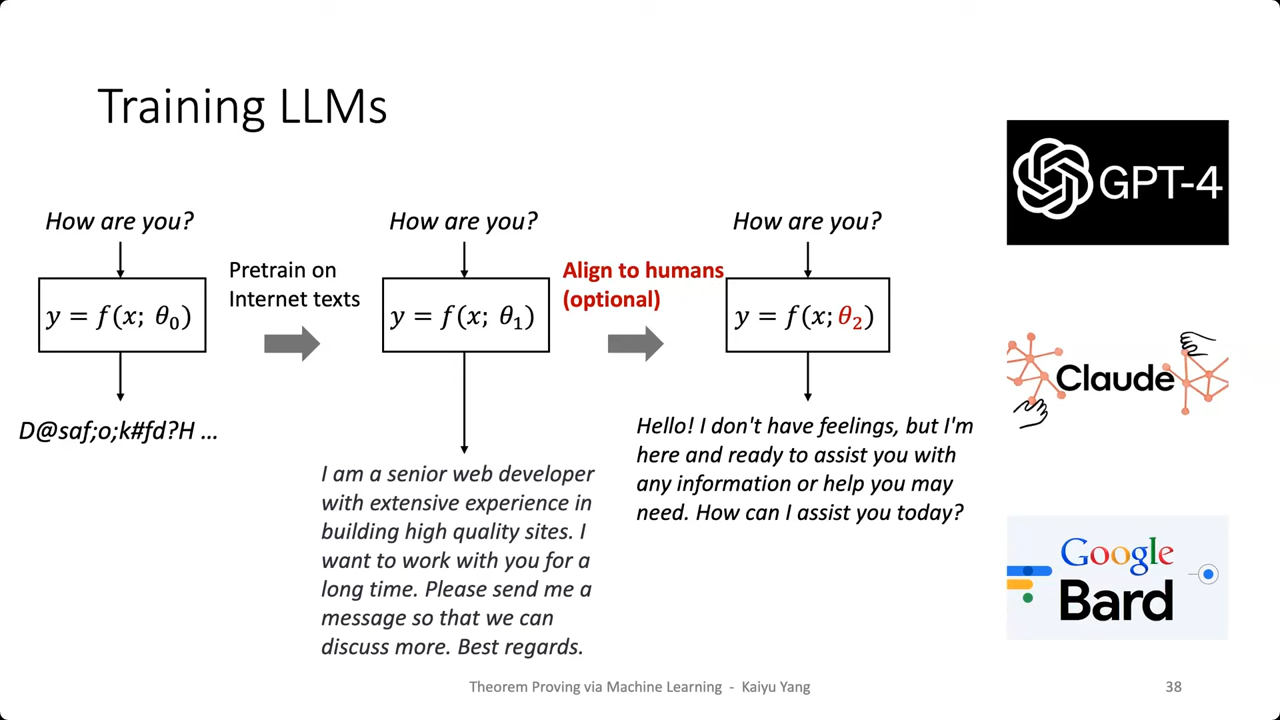 Training LLMs
How are you?
y = f(x; θ₀)
D@saf;o;k#fd?H ...
Pretrain on
Internet texts
How are you?
y = f(x; θ₁)
I am a senior web developer
with extensive experience in
building high quality sites. I
want to work with you for a
long time. Please send me a
message so that we can
discuss more. Best regards.
Align to humans
(optional)
How are you?
y = f(x; θ₂)
Hello! I don't have feelings, but I'm
here and ready to assist you with
any information or help you may
need. How can I assist you today?
GPT-4
Claude
Google
Bard
Theorem Proving via Machine Learning - Kaiyu Yang
38